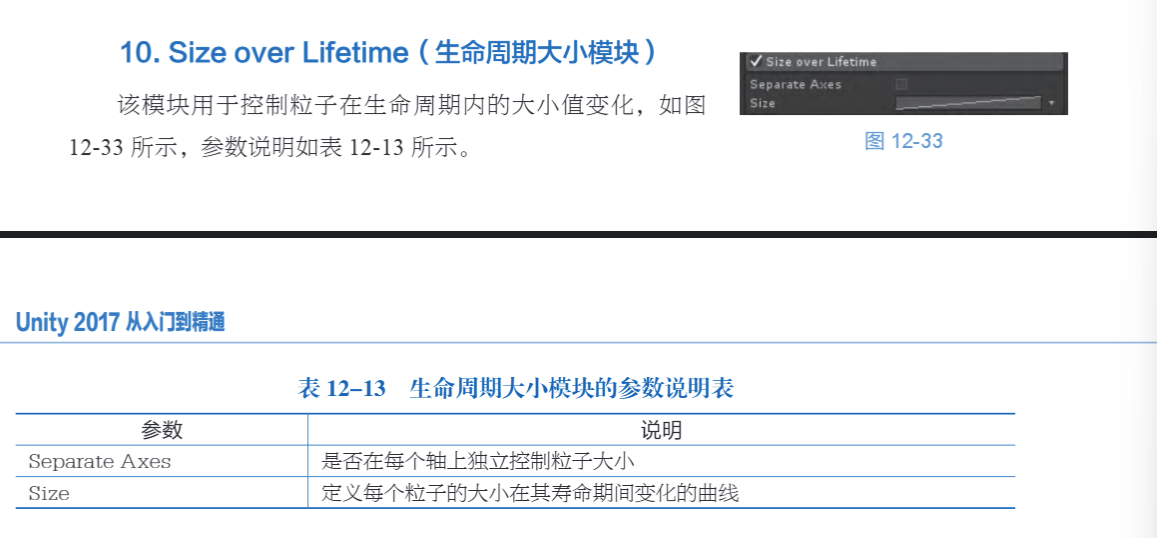 10. Size over Lifetime（生命周期大小模块）
该模块用于控制粒子在生命周期内的大小值变化，如图
12-33 所示，参数说明如表 12-13 所示。
Size over Lifetime
Separate Axes
Size
图 12-33
Unity 2017 从入门到精通
表 12–13 生命周期大小模块的参数说明表
参数 说明
Separate Axes 是否在每个轴上独立控制粒子大小
Size 定义每个粒子的大小在其寿命期间变化的曲线